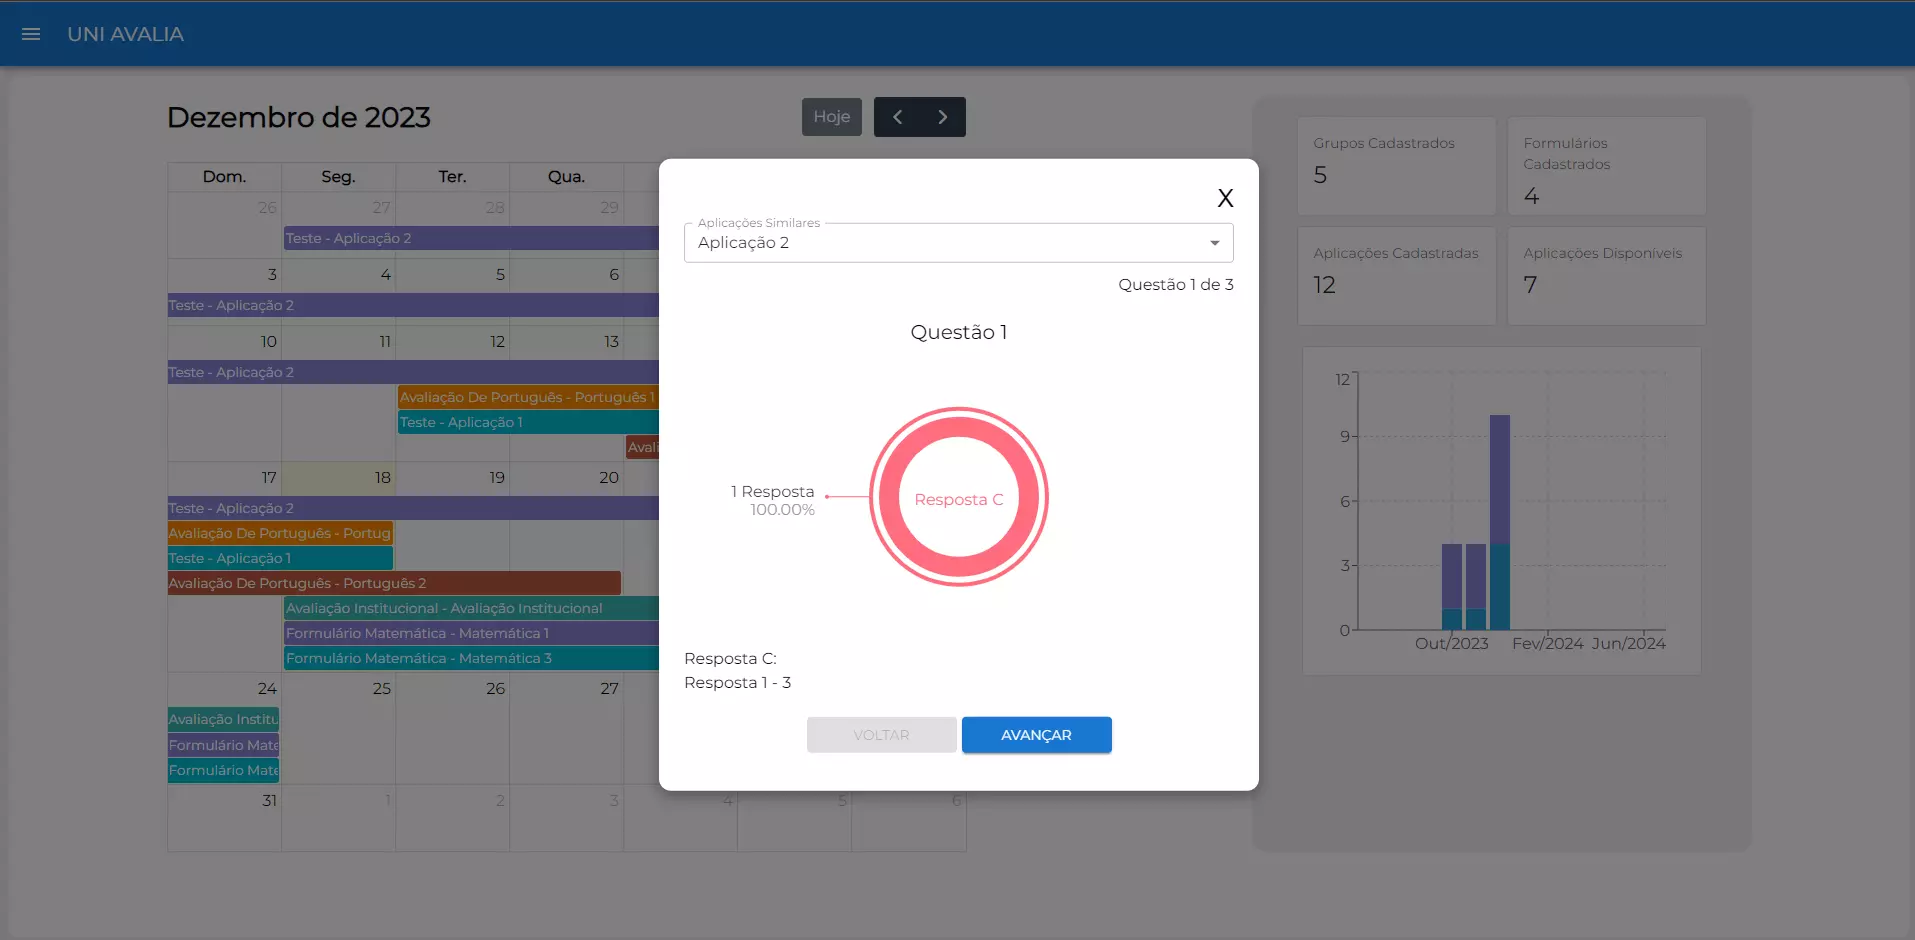 UNI AVALIA
Dezembro de 2023
Hoje
Dom. Seg. Ter. Qua.
26 27 28 29
Teste - Aplicação 2
3 4 5 6
Teste - Aplicação 2
10 11 12 13
Teste - Aplicação 2
Avaliação De Português - Português 1
Teste - Aplicação 1
Avali
17 18 19 20
Teste - Aplicação 2
Avaliação De Português - Portug
Teste - Aplicação 1
Avaliação De Português - Português 2
Avaliação Institucional - Avaliação Institucional
Formulário Matemática - Matemática 1
Formulário Matemática - Matemática 3
24 25 26 27
Avaliação Institu
Formulário Mate
Formulário Mate
31 1 2 3 4 5 6
X
Aplicações Similares
Aplicação 2
Questão 1 de 3
Questão 1
1 Resposta
100.00%
Resposta C
Resposta C:
Resposta 1 - 3
VOLTAR
AVANÇAR
Grupos Cadastrados
5
Formulários
Cadastrados
4
Aplicações Cadastradas
12
Aplicações Disponíveis
7
12
9
6
3
0
Out/2023 Fev/2024 Jun/2024